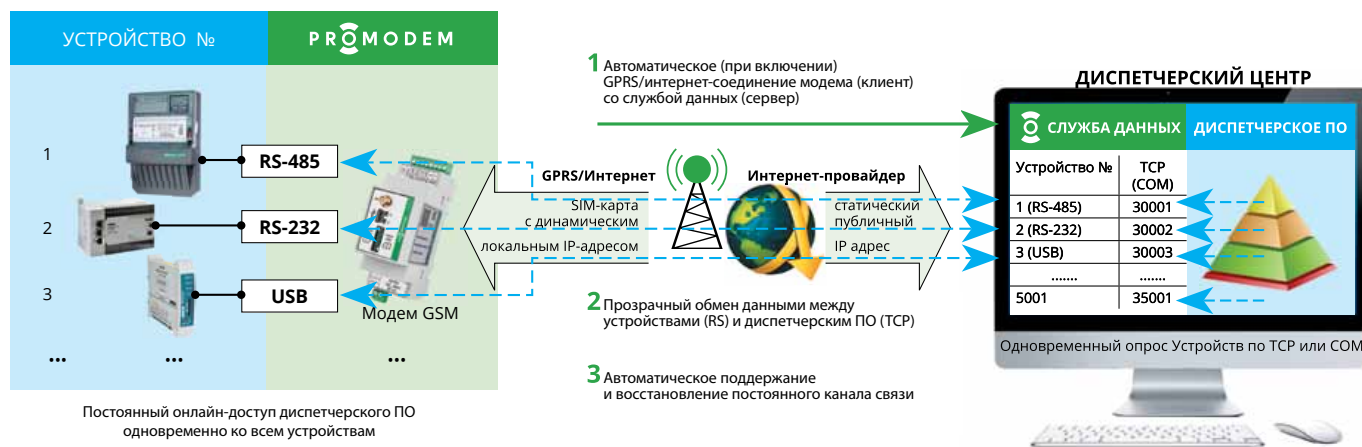 УСТРОЙСТВО №
PROMODEM
1
RS-485
2
RS-232
3
USB
Модем GSM
...
...
...
Постоянный онлайн-доступ диспетчерского ПО
одновременно ко всем устройствам
1 Автоматическое (при включении)
GPRS/интернет-соединение модема (клиент)
со службой данных (сервер)
GPRS/Интернет
SIM-карта
с динамическим
локальным IP-адресом
Интернет-провайдер
статический
публичный
IP адрес
2 Прозрачный обмен данными между
устройствами (RS) и диспетчерским ПО (TCP)
3 Автоматическое поддержание
и восстановление постоянного канала связи
ДИСПЕТЧЕРСКИЙ ЦЕНТР
СЛУЖБА ДАННЫХ
ДИСПЕТЧЕРСКОЕ ПО
Устройство № TCP
(COM)
1 (RS-485) 30001
2 (RS-232) 30002
3 (USB) 30003
....... .......
5001 35001
Одновременный опрос Устройств по TCP или COM